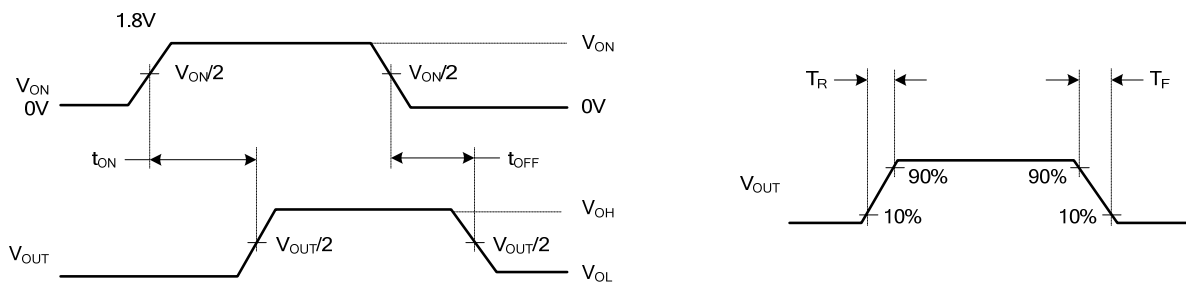 1.8V
VON
VON/2
VON/2
VON
0V
0V
tON
tOFF
VOH
VOUT
VOUT/2
VOUT/2
VOL
TR
TF
VOUT
90%
90%
10%
10%